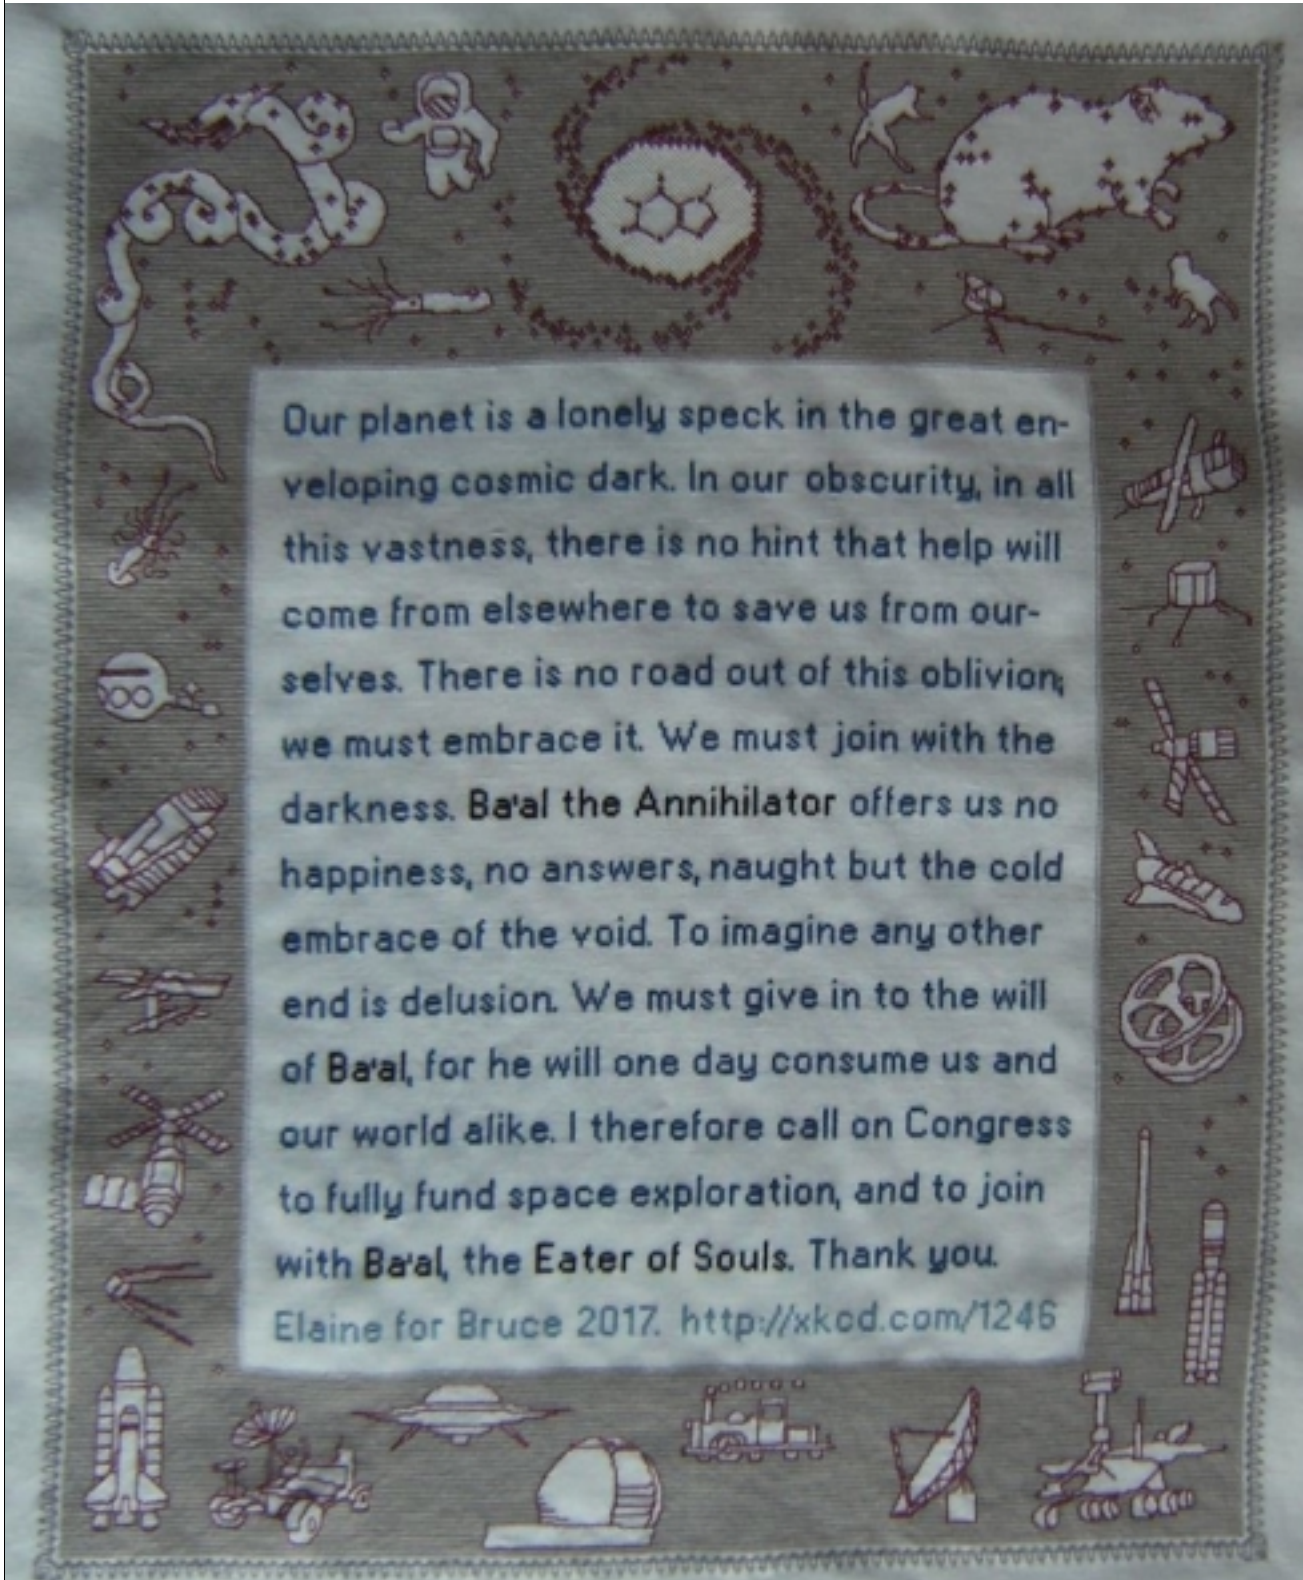 Our planet is a lonely speck in the great en-
veloping cosmic dark. In our obscurity, in all
this vastness, there is no hint that help will
come from elsewhere to save us from our-
selves. There is no road out of this oblivion;
we must embrace it. We must join with the
darkness. Ba'al the Annihilator offers us no
happiness, no answers, naught but the cold
embrace of the void. To imagine any other
end is delusion. We must give in to the will
of Ba'al, for he will one day consume us and
our world alike. I therefore call on Congress
to fully fund space exploration, and to join
with Ba'al, the Eater of Souls. Thank you.
Elaine for Bruce 2017. http://xkcd.com/1246